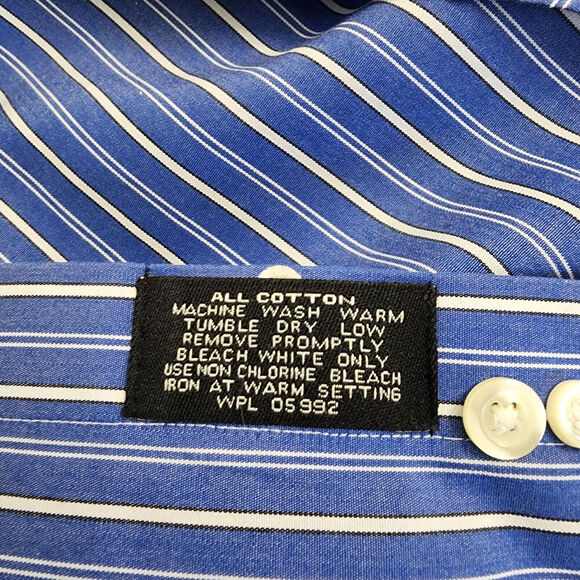 ALL COTTON
MACHINE WASH WARM
TUMBLE DRY LOW
REMOVE PROMPTLY
BLEACH WHITE ONLY
USE NON CHLORINE BLEACH
IRON AT WARM SETTING
WPL 05992